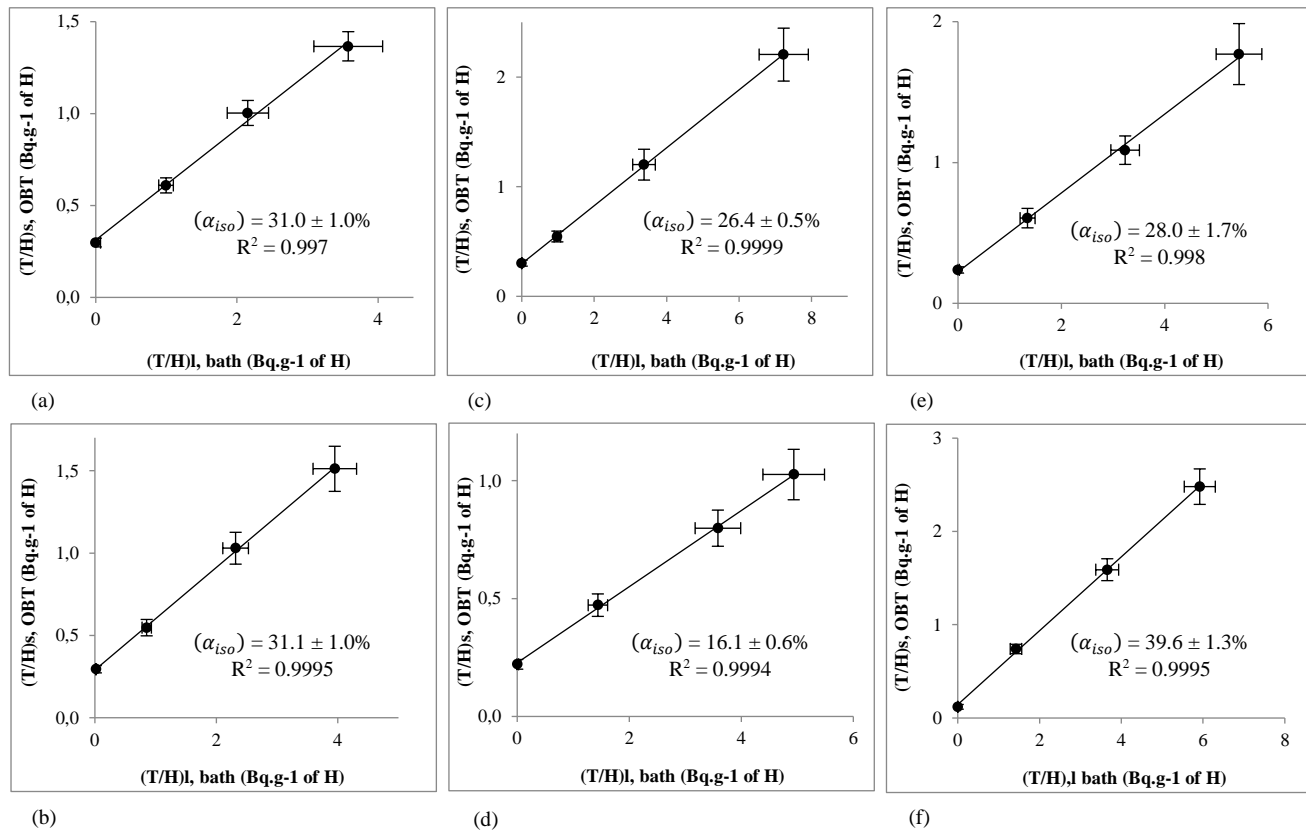 1,5
1,0
0,5
0,0
(T/H)s, OBT (Bq.g-1 of H)
(α_iso) = 31.0 ± 1.0%
R² = 0.997
0 2 4
(T/H)l, bath (Bq.g-1 of H)
(a)
2
1
0
(T/H)s, OBT (Bq.g-1 of H)
(α_iso) = 26.4 ± 0.5%
R² = 0.9999
0 2 4 6 8
(T/H)l, bath (Bq.g-1 of H)
(c)
2
1
0
(T/H)s, OBT (Bq.g-1 of H)
(α_iso) = 28.0 ± 1.7%
R² = 0.998
0 2 4 6
(T/H)l, bath (Bq.g-1 of H)
(e)
1,5
1,0
0,5
0,0
(T/H)s, OBT (Bq.g-1 of H)
(α_iso) = 31.1 ± 1.0%
R² = 0.9995
0 2 4
(T/H)l, bath (Bq.g-1 of H)
(b)
1,0
0,5
0,0
(T/H)s, OBT (Bq.g-1 of H)
(α_iso) = 16.1 ± 0.6%
R² = 0.9994
0 2 4 6
(T/H)l, bath (Bq.g-1 of H)
(d)
3
2
1
0
(T/H)s, OBT (Bq.g-1 of H)
(α_iso) = 39.6 ± 1.3%
R² = 0.9995
0 2 4 6 8
(T/H),l bath (Bq.g-1 of H)
(f)